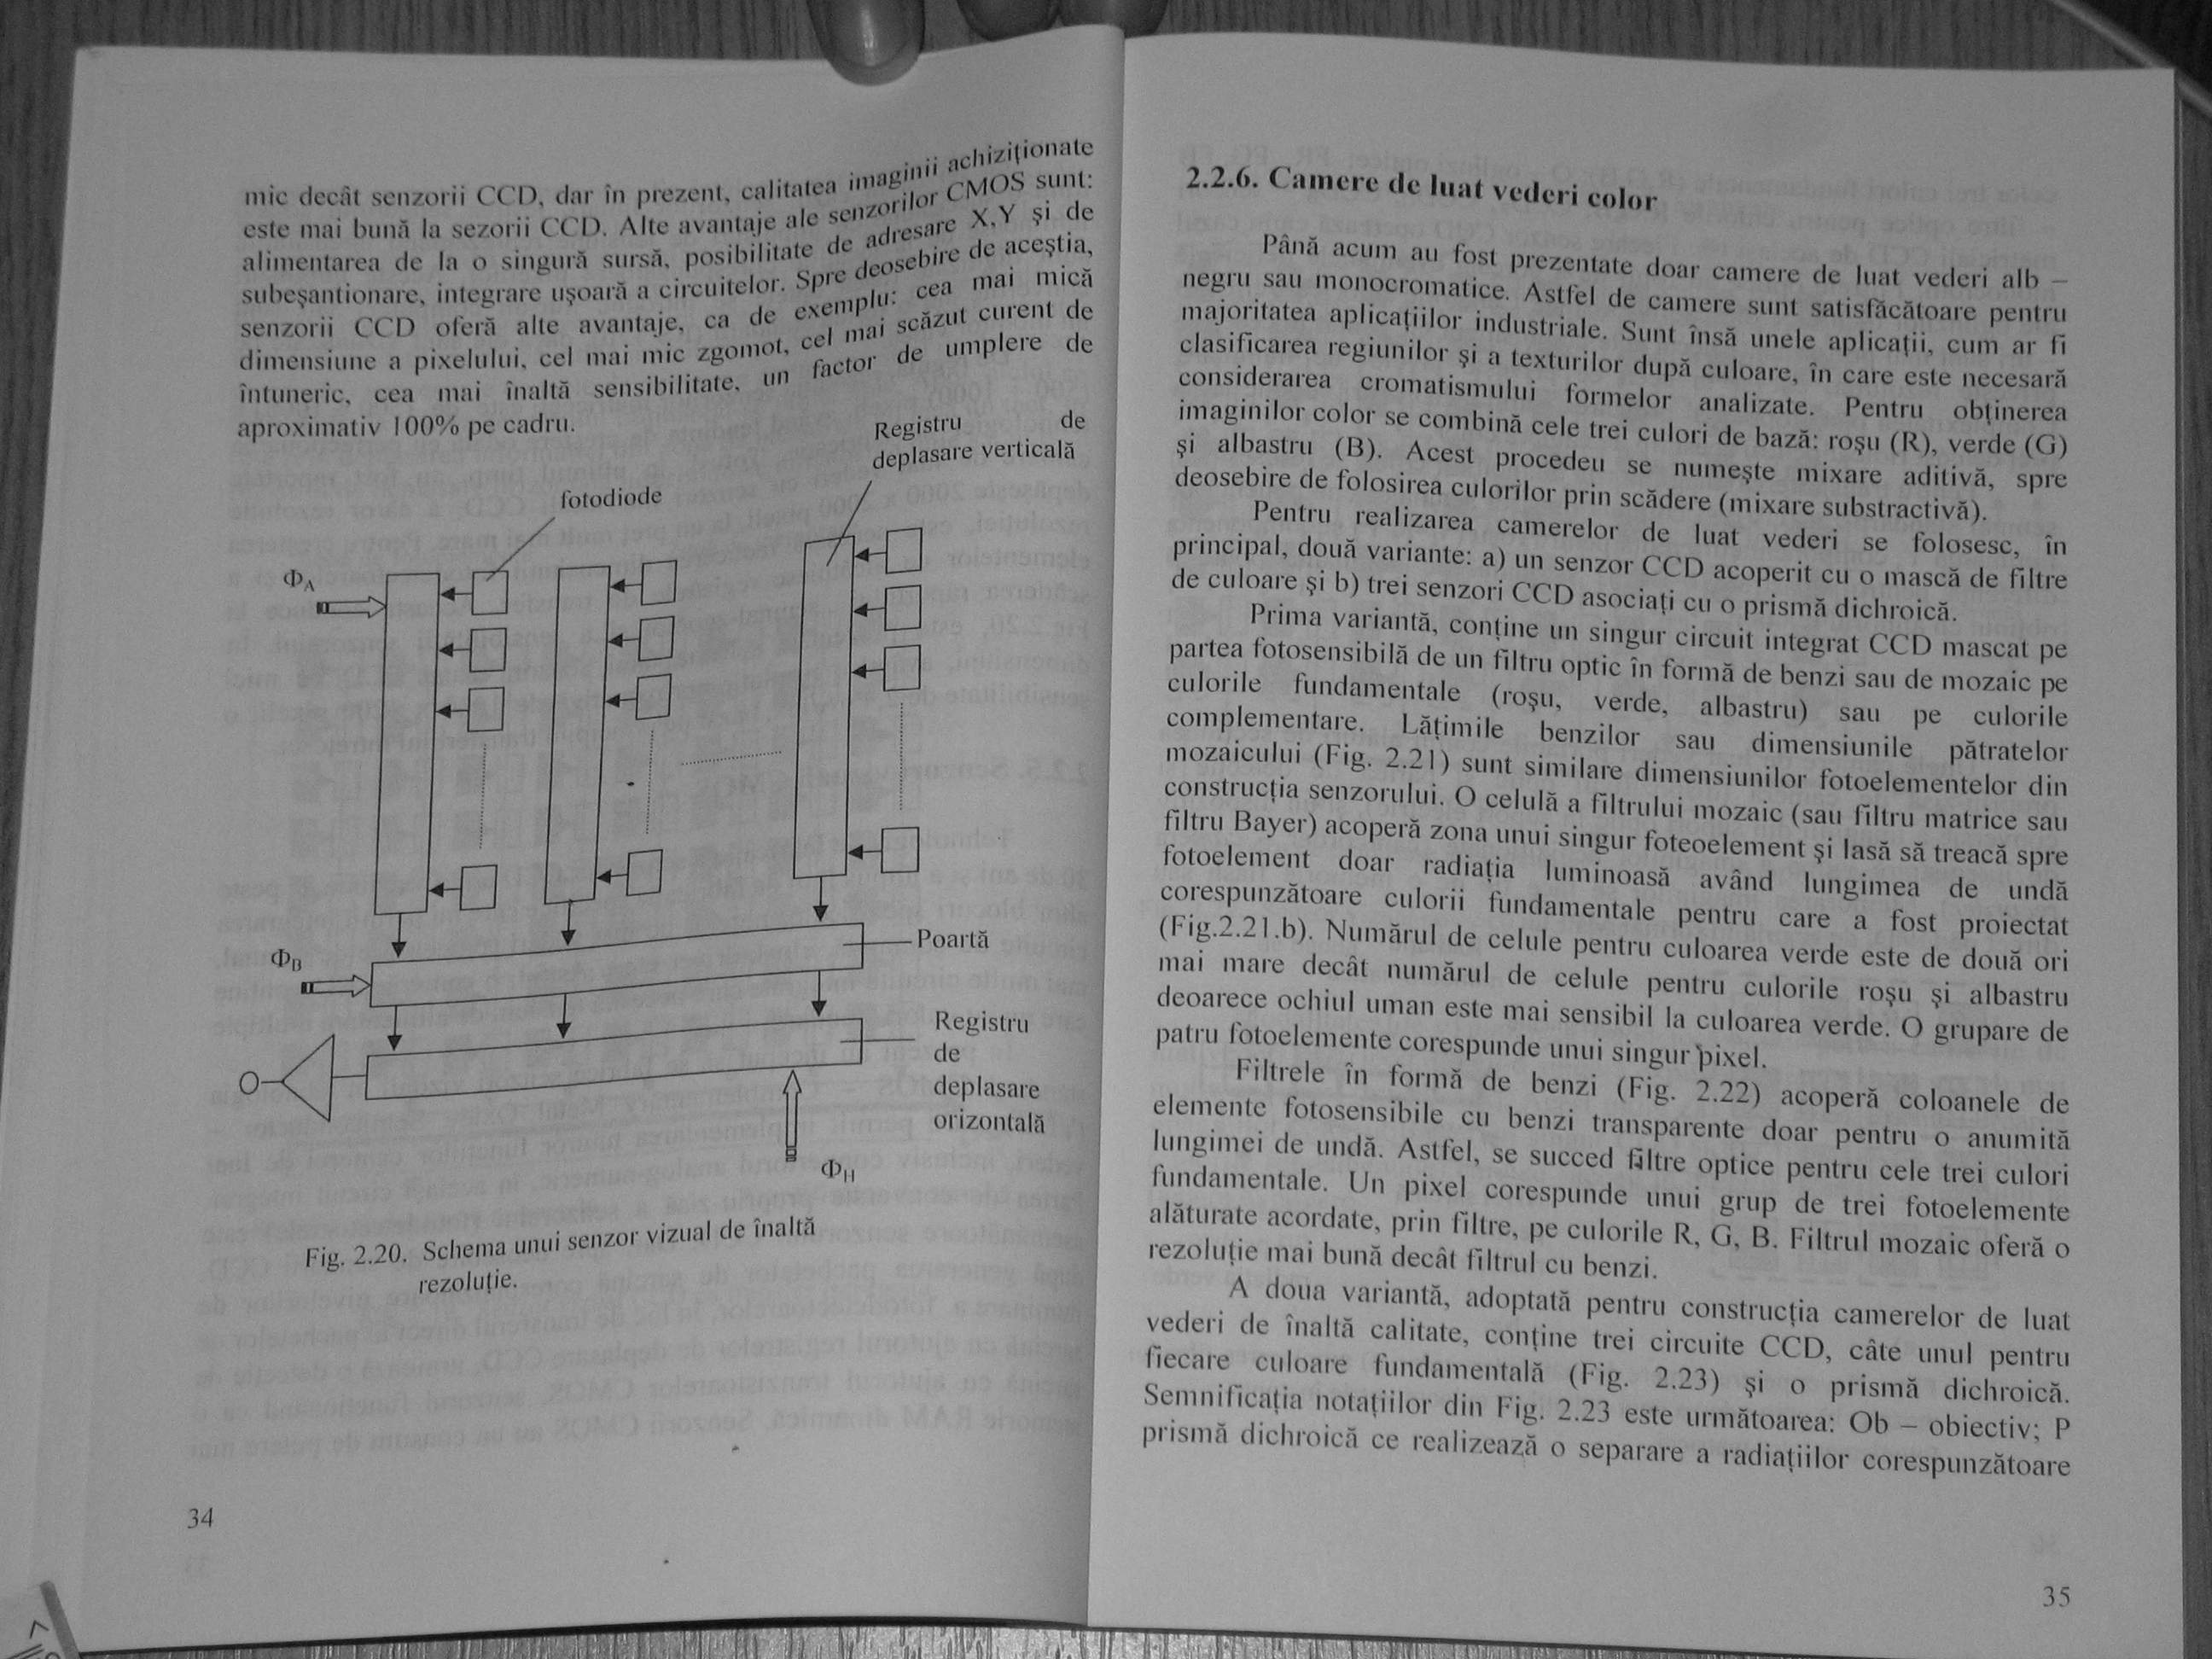 mic decât senzorii CCD, dar în prezent, calitatea imaginii achiziţionate
este mai bună la sezorii CCD. Alte avantaje ale senzorilor CMOS sunt:
alimentarea de la o singură sursă, posibilitate de adresare X,Y şi de
subeşantionare, integrare uşoară a circuitelor. Spre deosebire de aceştia,
senzorii CCD oferă alte avantaje, ca de exemplu: cea mai mică
dimensiune a pixelului, cel mai mic zgomot, cel mai scăzut curent de
întuneric, cea mai înaltă sensibilitate, un factor de umplere de
aproximativ 100% pe cadru.
Registru de
deplasare verticală
fotodiode
ΦA
ΦB
Poartă
Registru
de
deplasare
orizontală
ΦH
Fig. 2.20. Schema unui senzor vizual de înaltă
rezoluţie.
34
2.2.6. Camere de luat vederi color
Până acum au fost prezentate doar camere de luat vederi alb –
negru sau monocromatice. Astfel de camere sunt satisfăcătoare pentru
majoritatea aplicaţiilor industriale. Sunt însă unele aplicaţii, cum ar fi
clasificarea regiunilor şi a texturilor după culoare, în care este necesară
considerarea cromatismului formelor analizate. Pentru obţinerea
imaginilor color se combină cele trei culori de bază: roşu (R), verde (G)
şi albastru (B). Acest procedeu se numeşte mixare aditivă, spre
deosebire de folosirea culorilor prin scădere (mixare substractivă).
Pentru realizarea camerelor de luat vederi se folosesc, în
principal, două variante: a) un senzor CCD acoperit cu o mască de filtre
de culoare şi b) trei senzori CCD asociaţi cu o prismă dichroică.
Prima variantă, conţine un singur circuit integrat CCD mascat pe
partea fotosensibilă de un filtru optic în formă de benzi sau de mozaic pe
culorile fundamentale (roşu, verde, albastru) sau pe culorile
complementare. Lăţimile benzilor sau dimensiunile pătratelor
mozaicului (Fig. 2.21) sunt similare dimensiunilor fotoelementelor din
construcţia senzorului. O celulă a filtrului mozaic (sau filtru matrice sau
filtru Bayer) acoperă zona unui singur foteoelement şi lasă să treacă spre
fotoelement doar radiaţia luminoasă având lungimea de undă
corespunzătoare culorii fundamentale pentru care a fost proiectat
(Fig.2.21.b). Numărul de celule pentru culoarea verde este de două ori
mai mare decât numărul de celule pentru culorile roşu şi albastru
deoarece ochiul uman este mai sensibil la culoarea verde. O grupare de
patru fotoelemente corespunde unui singur pixel.
Filtrele în formă de benzi (Fig. 2.22) acoperă coloanele de
elemente fotosensibile cu benzi transparente doar pentru o anumită
lungimei de undă. Astfel, se succed filtre optice pentru cele trei culori
fundamentale. Un pixel corespunde unui grup de trei fotoelemente
alăturate acordate, prin filtre, pe culorile R, G, B. Filtrul mozaic oferă o
rezoluţie mai bună decât filtrul cu benzi.
A doua variantă, adoptată pentru construcţia camerelor de luat
vederi de înaltă calitate, conţine trei circuite CCD, câte unul pentru
fiecare culoare fundamentală (Fig. 2.23) şi o prismă dichroică.
Semnificaţia notaţiilor din Fig. 2.23 este următoarea: Ob – obiectiv; P
prismă dichroică ce realizează o separare a radiaţiilor corespunzătoare
35